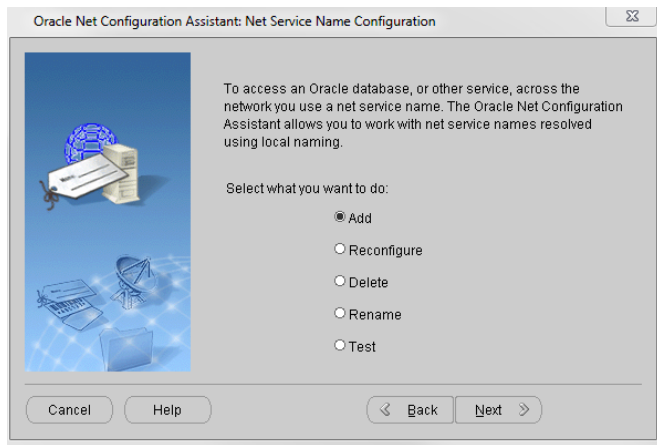 Oracle Net Configuration Assistant: Net Service Name Configuration
To access an Oracle database, or other service, across the
network you use a net service name. The Oracle Net Configuration
Assistant allows you to work with net service names resolved
using local naming.
Select what you want to do:
Add
Reconfigure
Delete
Rename
Test
Cancel Help Back Next